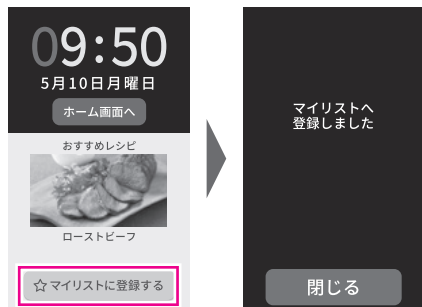 09:50
5月10日月曜日
ホーム画面へ
おすすめレシピ
ローストビーフ
☆マイリストに登録する
マイリストへ
登録しました
閉じる